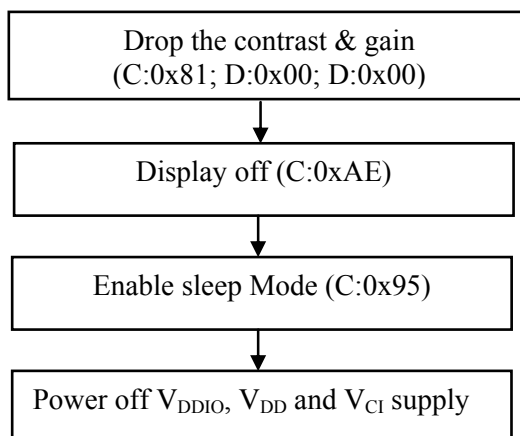 Drop the contrast & gain
(C:0x81; D:0x00; D:0x00)
Display off (C:0xAE)
Enable sleep Mode (C:0x95)
Power off VDDIO, VDD and VCI supply